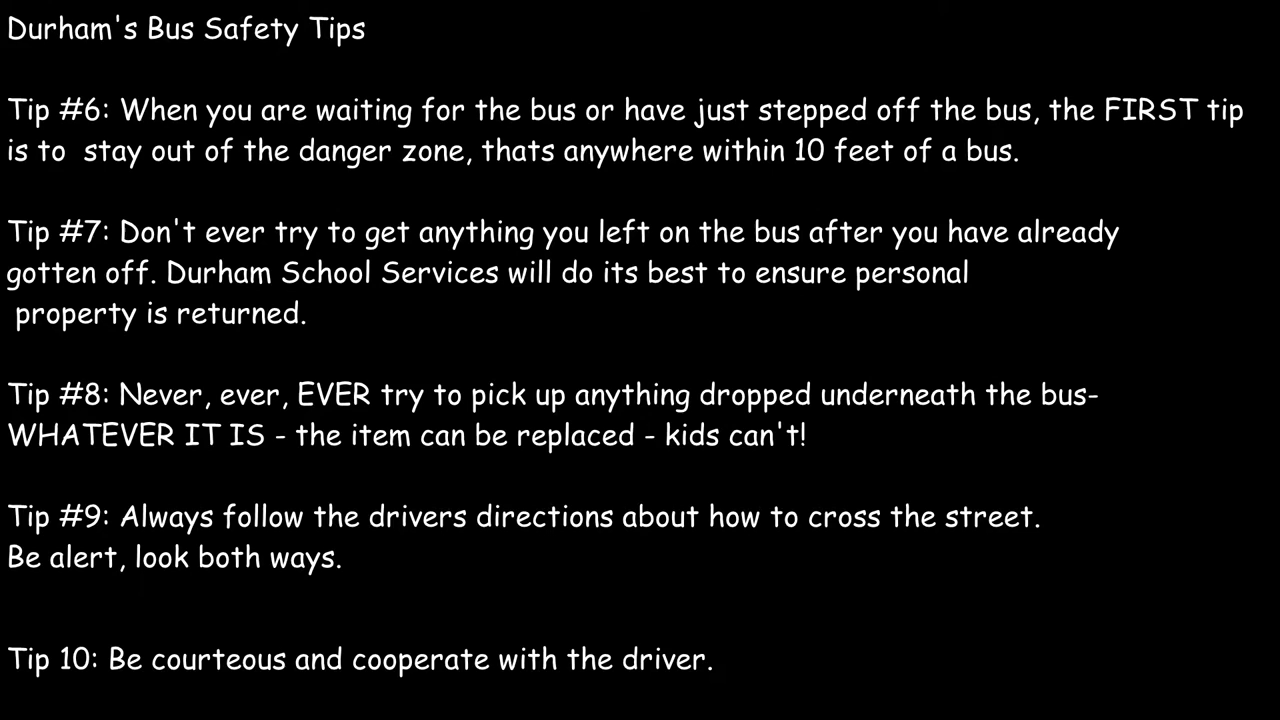 Durham's Bus Safety Tips
Tip #6: When you are waiting for the bus or have just stepped off the bus, the FIRST tip
is to  stay out of the danger zone, thats anywhere within 10 feet of a bus.
Tip #7: Don't ever try to get anything you left on the bus after you have already
gotten off. Durham School Services will do its best to ensure personal
property is returned.
Tip #8: Never, ever, EVER try to pick up anything dropped underneath the bus-
WHATEVER IT IS - the item can be replaced - kids can't!
Tip #9: Always follow the drivers directions about how to cross the street.
Be alert, look both ways.
Tip 10: Be courteous and cooperate with the driver.